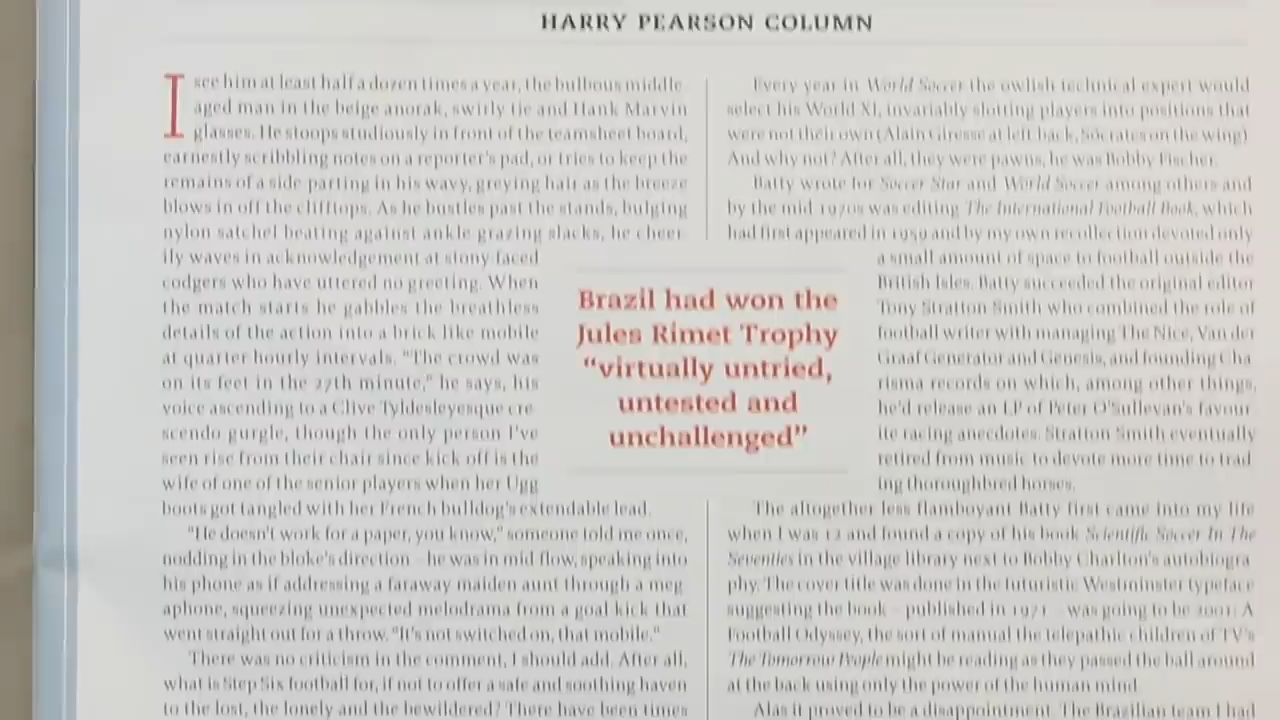 HARRY PEARSON COLUMN
I see him at least half a dozen times a year, the bulbous middle
aged man in the beige anorak, swirly tie and Hank Marvin
glasses. He stoops studiously in front of the teamsheet board,
earnestly scribbling notes on a reporter's pad, or tries to keep the
remains of a side parting in his wavy, greying hair as the breeze
blows in off the clifftops. As he bustles past the stands, bulging
nylon satchel beating against ankle grazing slacks, he cheer
ily waves in acknowledgement at stony faced
codgers who have uttered no greeting. When
the match starts he gabbles the breathless
details of the action into a brick like mobile
at quarter hourly intervals. "The crowd was
on its feet in the 27th minute," he says, his
voice ascending to a Clive Tyldesleyesque cre
scendo gurgle, though the only person I've
seen rise from their chair since kick off is the
wife of one of the senior players when her Ugg
boots got tangled with her French bulldog's extendable lead.
"He doesn't work for a paper, you know," someone told me once,
nodding in the bloke's direction – he was in mid flow, speaking into
his phone as if addressing a faraway maiden aunt through a meg
aphone, squeezing unexpected melodrama from a goal kick that
went straight out for a throw. "It's not switched on, that mobile."
There was no criticism in the comment, I should add. After all,
what is Step Six football for, if not to offer a safe and soothing haven
to the lost, the lonely and the bewildered? There have been times
Brazil had won the
Jules Rimet Trophy
“virtually untried,
untested and
unchallenged”
Every year in World Soccer the owlish technical expert would
select his World XI, invariably slotting players into positions that
were not their own (Alain Giresse at left back, Sócrates on the wing)
And why not? After all, they were pawns, he was Bobby Fischer.
Batty wrote for Soccer Star and World Soccer among others and
by the mid 1970s was editing The International Football Book, which
had first appeared in 1959 and by my own recollection devoted only
a small amount of space to football outside the
British Isles. Batty succeeded the original editor
Tony Stratton Smith who combined the role of
football writer with managing The Nice, Van der
Graaf Generator and Genesis, and founding Cha
risma records on which, among other things,
he'd release an LP of Peter O'Sullevan's favour
ite racing anecdotes. Stratton Smith eventually
retired from music to devote more time to trad
ing thoroughbred horses.
The altogether less flamboyant Batty first came into my life
when I was 12 and found a copy of his book Scientific Soccer In The
Seventies in the village library next to Bobby Charlton's autobiogra
phy. The cover title was done in the futuristic Westminster typeface
suggesting the book – published in 1971 – was going to be 2001: A
Football Odyssey, the sort of manual the telepathic children of TV's
The Tomorrow People might be reading as they passed the ball around
at the back using only the power of the human mind.
Alas it proved to be a disappointment. The Brazilian team I had